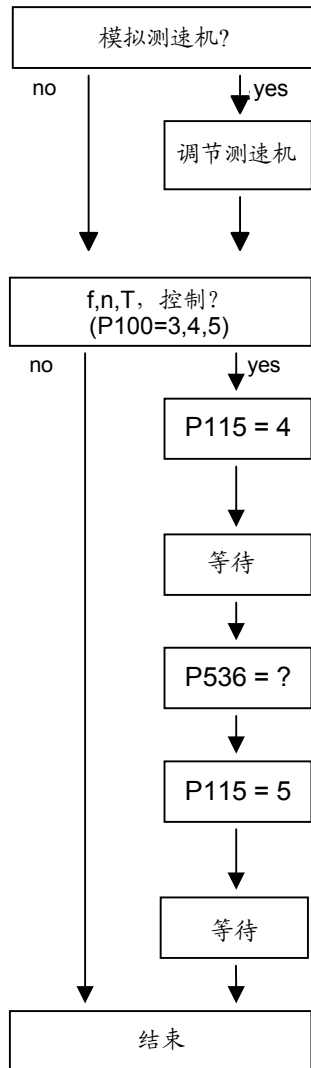 模拟测速机?
no
yes
调节测速机
f,n,T，控制?
(P100=3,4,5)
no
yes
P115 = 4
等待
P536 = ?
P115 = 5
等待
结束